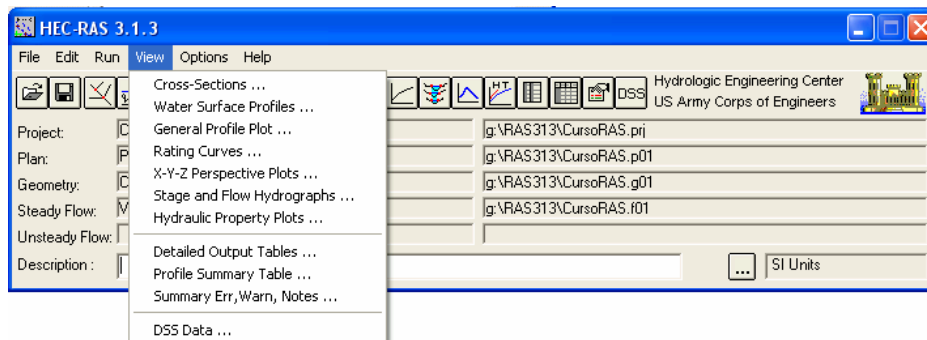 HEC-RAS 3.1.3
File Edit Run View Options Help
Cross-Sections ...
Water Surface Profiles ...
General Profile Plot ...
Rating Curves ...
X-Y-Z Perspective Plots ...
Stage and Flow Hydrographs ...
Hydraulic Property Plots ...
Detailed Output Tables ...
Profile Summary Table ...
Summary Err,Warn, Notes ...
DSS Data ...
HT
DSS
Hydrologic Engineering Center
US Army Corps of Engineers
Project: g:\RAS313\CursoRAS.prj
Plan: g:\RAS313\CursoRAS.p01
Geometry: g:\RAS313\CursoRAS.g01
Steady Flow: g:\RAS313\CursoRAS.f01
Unsteady Flow:
Description : ... SI Units